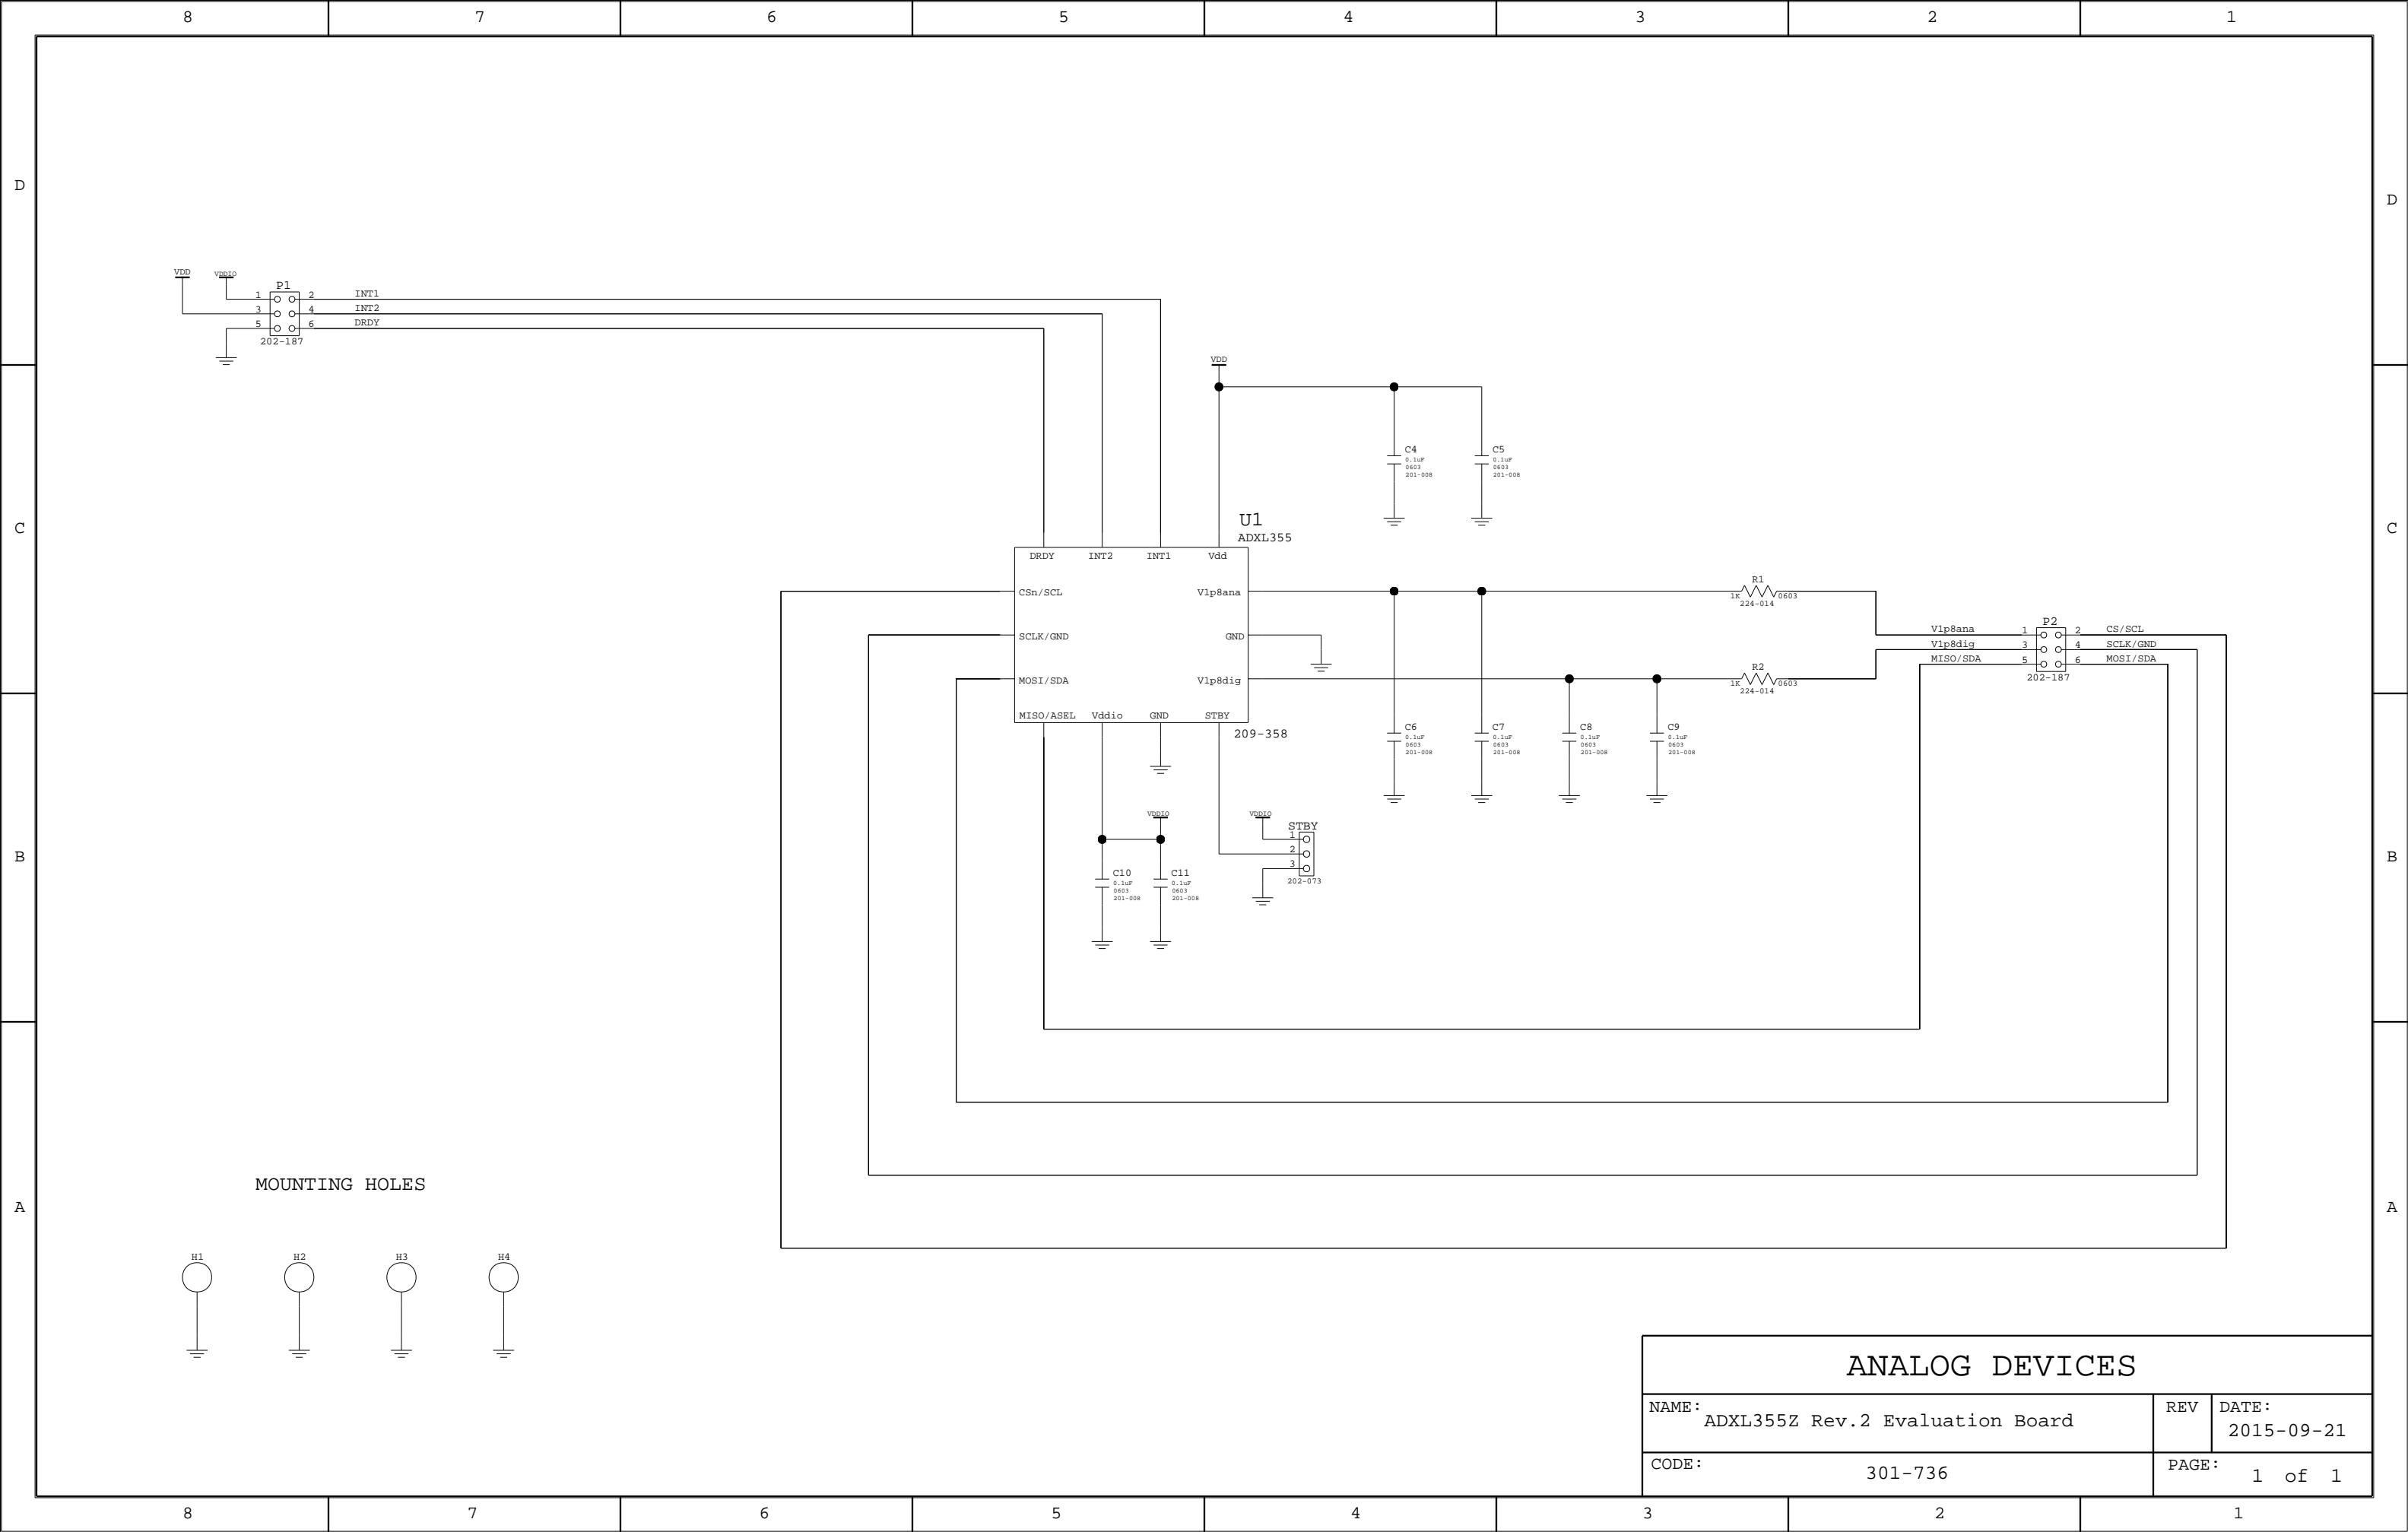 8 7 6 5 4 3 2 1
D D
VDD VDDIO
P1
1 2 INT1
3 4 INT2
5 6 DRDY
202-187
VDD
C4 C5
0.1uF 0.1uF
0603 0603
201-008 201-008
C C
U1
ADXL355
DRDY INT2 INT1 Vdd
CSn/SCL V1p8ana
SCLK/GND GND
MOSI/SDA V1p8dig
MISO/ASEL Vddio GND STBY
209-358
R1
1K 0603
224-014
R2
1K 0603
224-014
P2
V1p8ana 1 2 CS/SCL
V1p8dig 3 4 SCLK/GND
MISO/SDA 5 6 MOSI/SDA
202-187
C6 C7 C8 C9
0.1uF 0.1uF 0.1uF 0.1uF
0603 0603 0603 0603
201-008 201-008 201-008 201-008
VDDIO VDDIO
STBY
1
2
3
202-073
B B
C10 C11
0.1uF 0.1uF
0603 0603
201-008 201-008
MOUNTING HOLES
A A
H1 H2 H3 H4
ANALOG DEVICES
NAME: ADXL355Z Rev.2 Evaluation Board
REV
DATE:
2015-09-21
CODE: 301-736
PAGE: 1 of 1
8 7 6 5 4 3 2 1